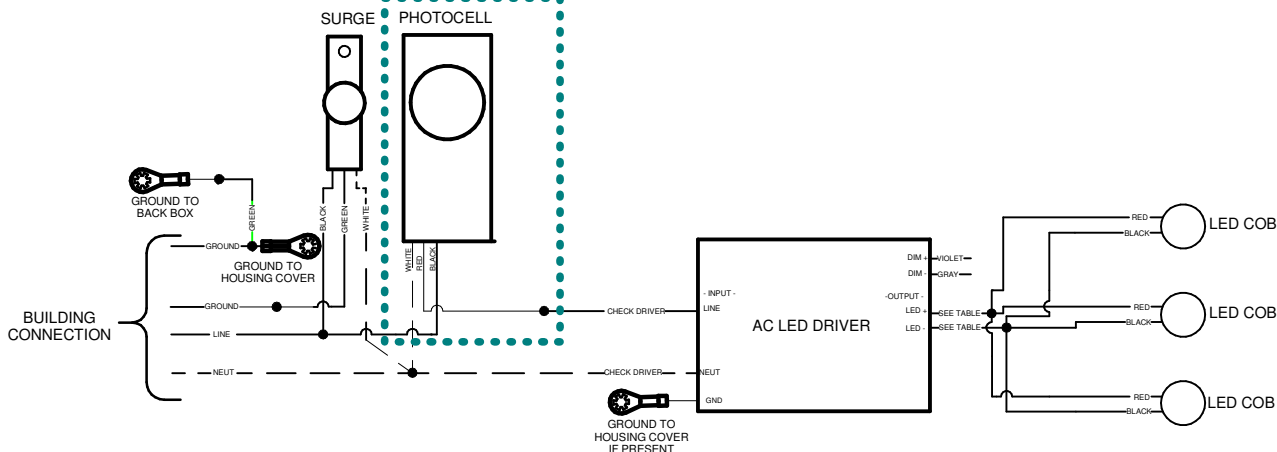 SURGE
PHOTOCELL
GROUND TO
BACK BOX
GREEN
BLACK
GREEN
WHITE
WHITE
RED
BLACK
GROUND
GROUND TO
HOUSING COVER
GROUND
BUILDING
CONNECTION
LINE
NEUT
CHECK DRIVER
CHECK DRIVER
- INPUT -
LINE
NEUT
GND
AC LED DRIVER
DIM +
VIOLET
DIM -
GRAY
-OUTPUT -
LED +
SEE TABLE
LED -
SEE TABLE
GROUND TO
HOUSING COVER
IF PRESENT
RED
BLACK
LED COB
RED
BLACK
LED COB
RED
BLACK
LED COB